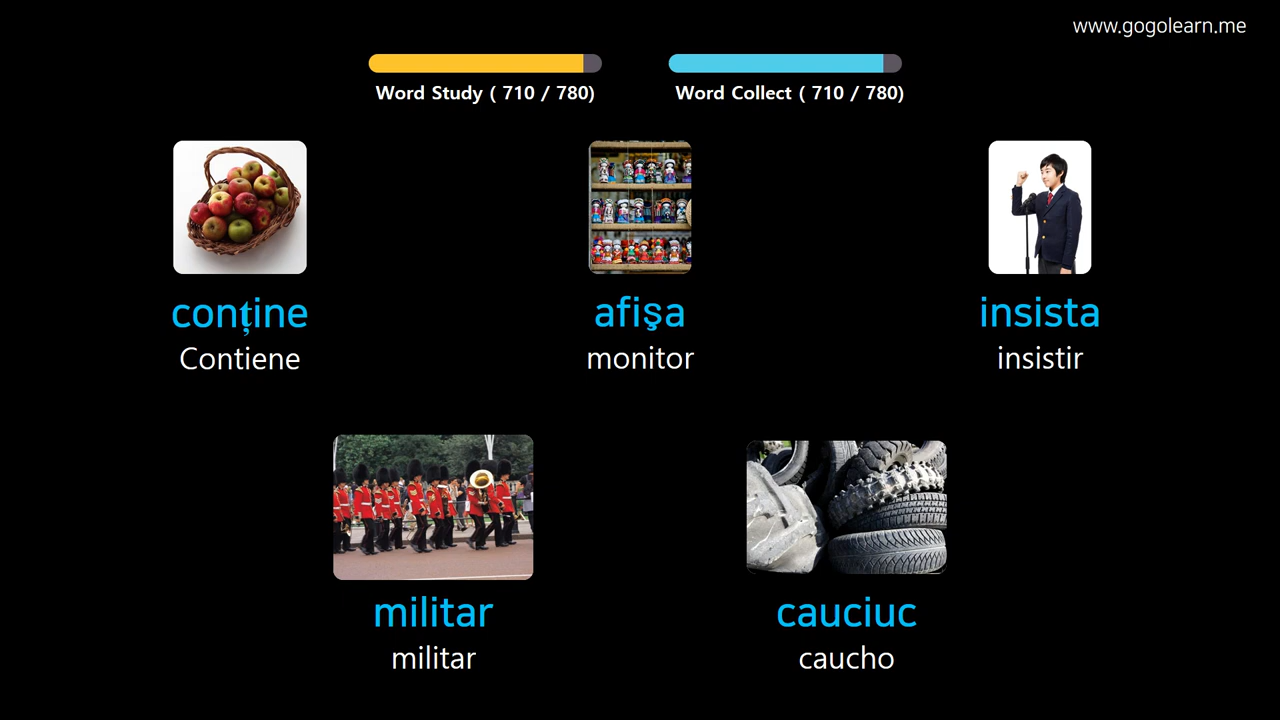 www.gogolearn.me
Word Study ( 710 / 780)
Word Collect ( 710 / 780)
conține
Contiene
afişa
monitor
insista
insistir
militar
militar
cauciuc
caucho